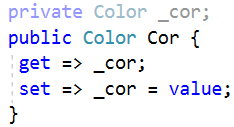 private Color _cor;
public Color Cor {
get => _cor;
set => _cor = value;
}